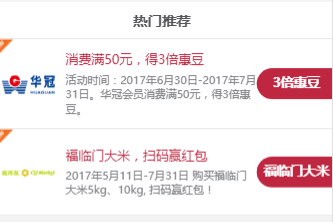 热门推荐
消费满50元，得3倍惠豆
活动时间：2017年6月30日-2017年7月
31日。华冠会员消费满50元，得3倍惠
豆。
华冠
HUAGUAN
3倍惠豆
福临门大米，扫码赢红包
2017年5月11日-7月31日 购买福临门
大米5kg、10kg, 扫码赢红包！
福临门大米